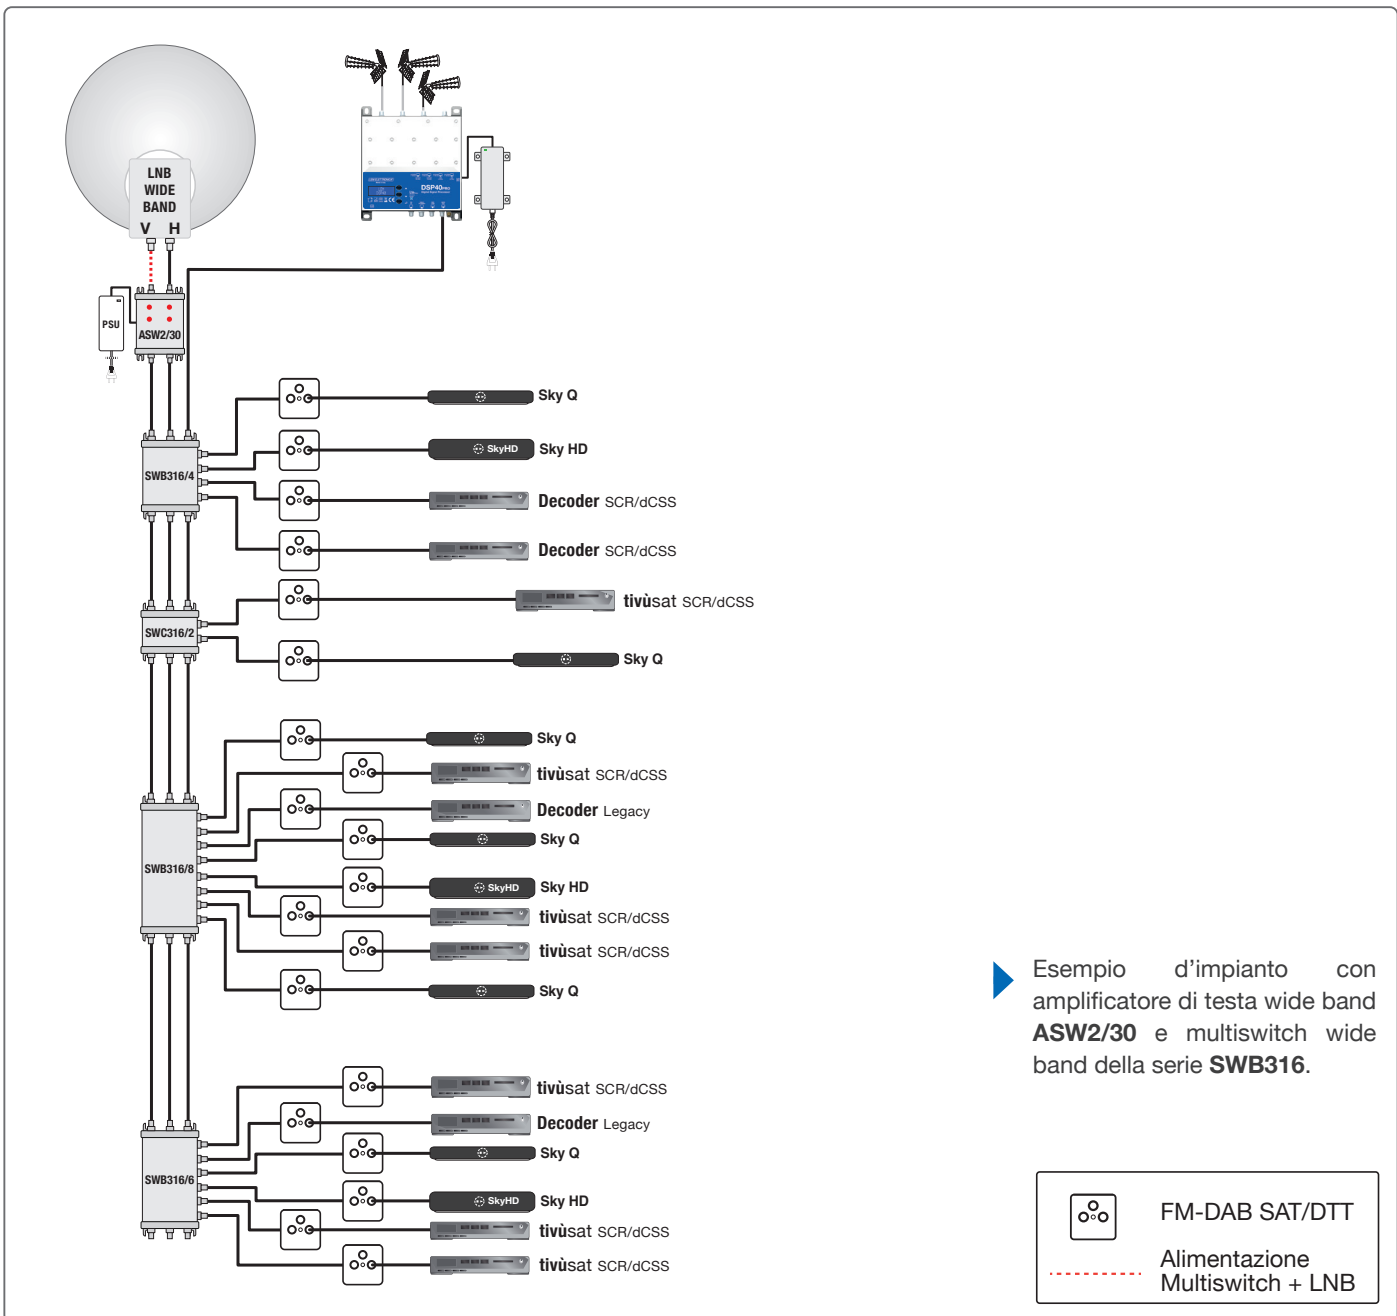 LNB
WIDE
BAND
V H
DSP40PRO
PSU
ASW2/30
Sky Q
SWB316/4
SkyHD Sky HD
Decoder SCR/dCSS
Decoder SCR/dCSS
SWC316/2
tivùsat SCR/dCSS
Sky Q
Sky Q
tivùsat SCR/dCSS
Decoder Legacy
Sky Q
SWB316/8
SkyHD Sky HD
tivùsat SCR/dCSS
tivùsat SCR/dCSS
Sky Q
Esempio d'impianto con
amplificatore di testa wide band
ASW2/30 e multiswitch wide
band della serie SWB316.
tivùsat SCR/dCSS
Decoder Legacy
Sky Q
SWB316/6
SkyHD Sky HD
tivùsat SCR/dCSS
tivùsat SCR/dCSS
FM-DAB SAT/DTT
Alimentazione
Multiswitch + LNB